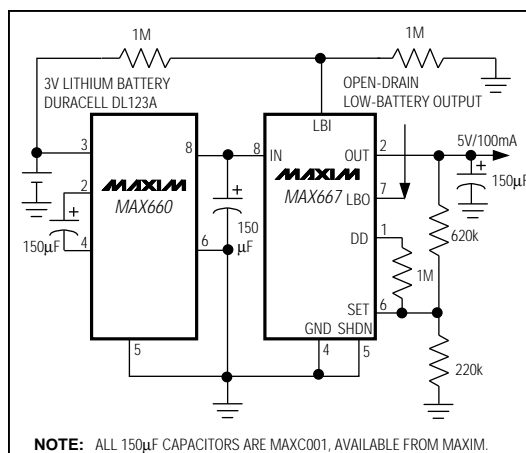 1M
1M
3V LITHIUM BATTERY
DURACELL DL123A
OPEN-DRAIN
LOW-BATTERY OUTPUT
LBI
3
8
8
IN
OUT
2
5V/100mA
2
MAXIM
MAX660
MAXIM
MAX667
LBO
7
150µF
150
µF
DD
1
620k
150µF
4
6
1M
SET
6
GND
SHDN
5
4
5
220k
NOTE: ALL 150µF CAPACITORS ARE MAXC001, AVAILABLE FROM MAXIM.